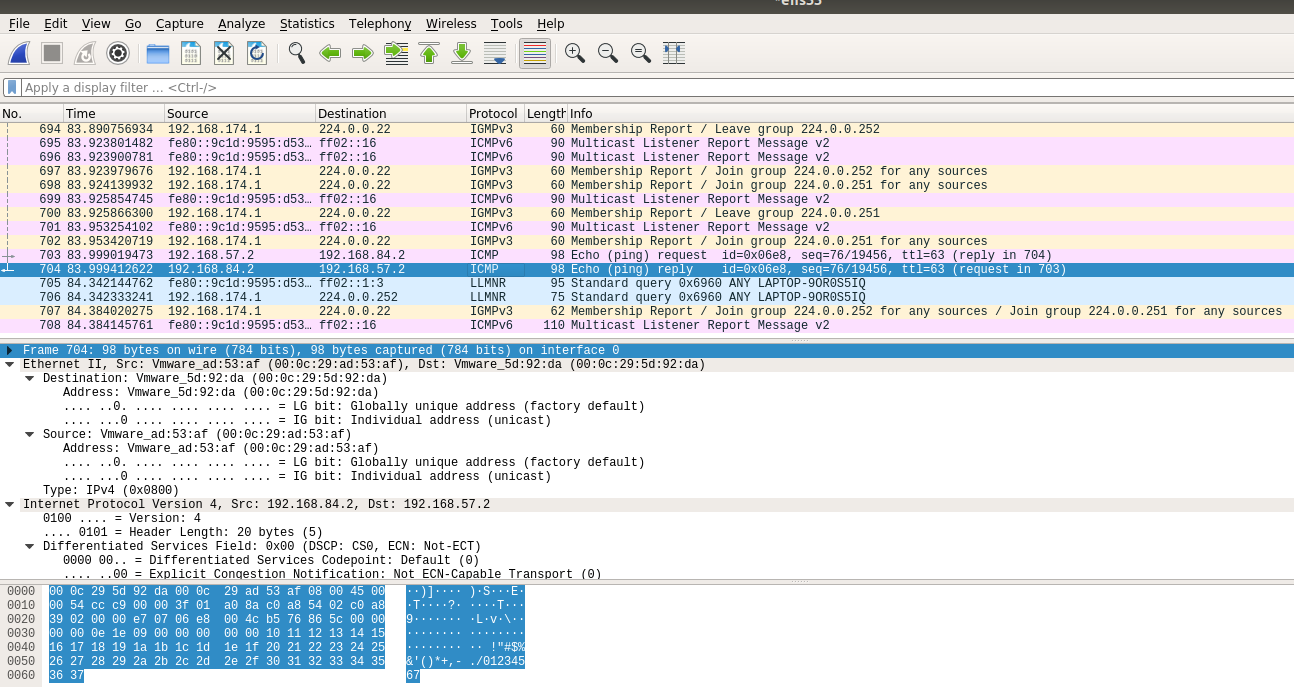 *ens33
File Edit View Go Capture Analyze Statistics Telephony Wireless Tools Help
Apply a display filter … <Ctrl-/>
No. Time Source Destination Protocol Length Info
694 83.890756934 192.168.174.1 224.0.0.22 IGMPv3 60 Membership Report / Leave group 224.0.0.252
695 83.923801482 fe80::9c1d:9595:d53… ff02::16 ICMPv6 90 Multicast Listener Report Message v2
696 83.923900781 fe80::9c1d:9595:d53… ff02::16 ICMPv6 90 Multicast Listener Report Message v2
697 83.923979676 192.168.174.1 224.0.0.22 IGMPv3 60 Membership Report / Join group 224.0.0.252 for any sources
698 83.924139932 192.168.174.1 224.0.0.22 IGMPv3 60 Membership Report / Join group 224.0.0.251 for any sources
699 83.925854745 fe80::9c1d:9595:d53… ff02::16 ICMPv6 90 Multicast Listener Report Message v2
700 83.925866300 192.168.174.1 224.0.0.22 IGMPv3 60 Membership Report / Leave group 224.0.0.251
701 83.953254102 fe80::9c1d:9595:d53… ff02::16 ICMPv6 90 Multicast Listener Report Message v2
702 83.953420719 192.168.174.1 224.0.0.22 IGMPv3 60 Membership Report / Join group 224.0.0.251 for any sources
703 83.999019473 192.168.57.2 192.168.84.2 ICMP 98 Echo (ping) request id=0x06e8, seq=76/19456, ttl=63 (reply in 704)
704 83.999412622 192.168.84.2 192.168.57.2 ICMP 98 Echo (ping) reply id=0x06e8, seq=76/19456, ttl=63 (request in 703)
705 84.342144762 fe80::9c1d:9595:d53… ff02::1:3 LLMNR 95 Standard query 0x6960 ANY LAPTOP-9OR0S5IQ
706 84.342333241 192.168.174.1 224.0.0.252 LLMNR 75 Standard query 0x6960 ANY LAPTOP-9OR0S5IQ
707 84.384020275 192.168.174.1 224.0.0.22 IGMPv3 62 Membership Report / Join group 224.0.0.252 for any sources / Join group 224.0.0.251 for any sources
708 84.384145761 fe80::9c1d:9595:d53… ff02::16 ICMPv6 110 Multicast Listener Report Message v2
Frame 704: 98 bytes on wire (784 bits), 98 bytes captured (784 bits) on interface 0
Ethernet II, Src: Vmware_ad:53:af (00:0c:29:ad:53:af), Dst: Vmware_5d:92:da (00:0c:29:5d:92:da)
Destination: Vmware_5d:92:da (00:0c:29:5d:92:da)
Address: Vmware_5d:92:da (00:0c:29:5d:92:da)
.... ..0. .... .... .... .... = LG bit: Globally unique address (factory default)
.... ...0 .... .... .... .... = IG bit: Individual address (unicast)
Source: Vmware_ad:53:af (00:0c:29:ad:53:af)
Address: Vmware_ad:53:af (00:0c:29:ad:53:af)
.... ..0. .... .... .... .... = LG bit: Globally unique address (factory default)
.... ...0 .... .... .... .... = IG bit: Individual address (unicast)
Type: IPv4 (0x0800)
Internet Protocol Version 4, Src: 192.168.84.2, Dst: 192.168.57.2
0100 .... = Version: 4
.... 0101 = Header Length: 20 bytes (5)
Differentiated Services Field: 0x00 (DSCP: CS0, ECN: Not-ECT)
0000 00.. = Differentiated Services Codepoint: Default (0)
.... ..00 = Explicit Congestion Notification: Not ECN-Capable Transport (0)
0000 00 0c 29 5d 92 da 00 0c 29 ad 53 af 08 00 45 00 ··)]···· )·S···E·
0010 00 54 cc c9 00 00 3f 01 a0 8a c0 a8 54 02 c0 a8 ·T····?· ····T···
0020 39 02 00 00 e7 07 06 e8 00 4c b5 76 86 5c 00 00 9······· ·L·v·\··
0030 00 00 0e 1e 09 00 00 00 00 00 10 11 12 13 14 15 ········ ········
0040 16 17 18 19 1a 1b 1c 1d 1e 1f 20 21 22 23 24 25 ········ ·· !"#$%
0050 26 27 28 29 2a 2b 2c 2d 2e 2f 30 31 32 33 34 35 &'()*+,- ./012345
0060 36 37 67